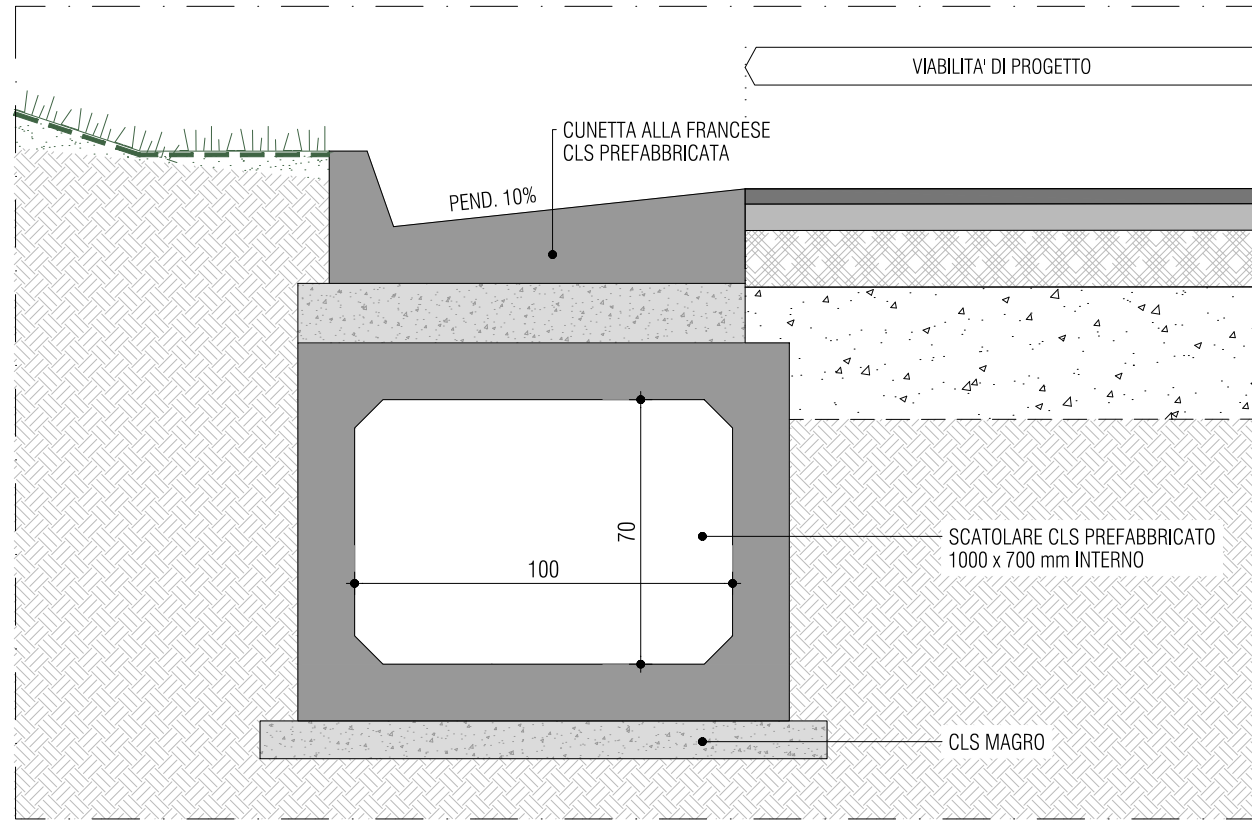 VIABILITA' DI PROGETTO
CUNETTA ALLA FRANCESE
CLS PREFABBRICATA
PEND. 10%
70
100
SCATOLARE CLS PREFABBRICATO
1000 x 700 mm INTERNO
CLS MAGRO